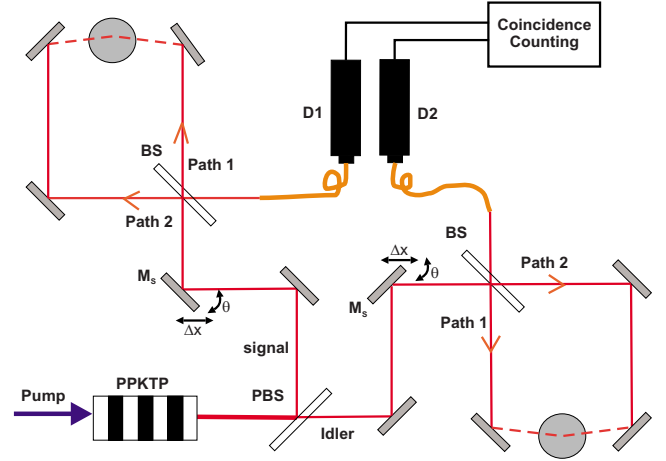 Coincidence
Counting
D1
D2
BS
Path 1
Path 2
BS
Δx
θ
Path 2
Ms
θ
Ms
Δx
Path 1
signal
PPKTP
PBS
Pump
Idler